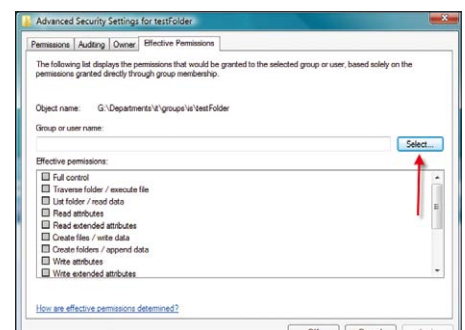 Advanced Security Settings for testFolder
Permissions Auditing Owner Effective Permissions
The following list displays the permissions that would be granted to the selected group or user, based solely on the
permissions granted directly through group membership.
Object name: G:\Departments\it\groups\is\testFolder
Group or user name:
Select...
Effective permissions:
Full control
Traverse folder / execute file
List folder / read data
Read attributes
Read extended attributes
Create files / write data
Create folders / append data
Write attributes
Write extended attributes
How are effective permissions determined?